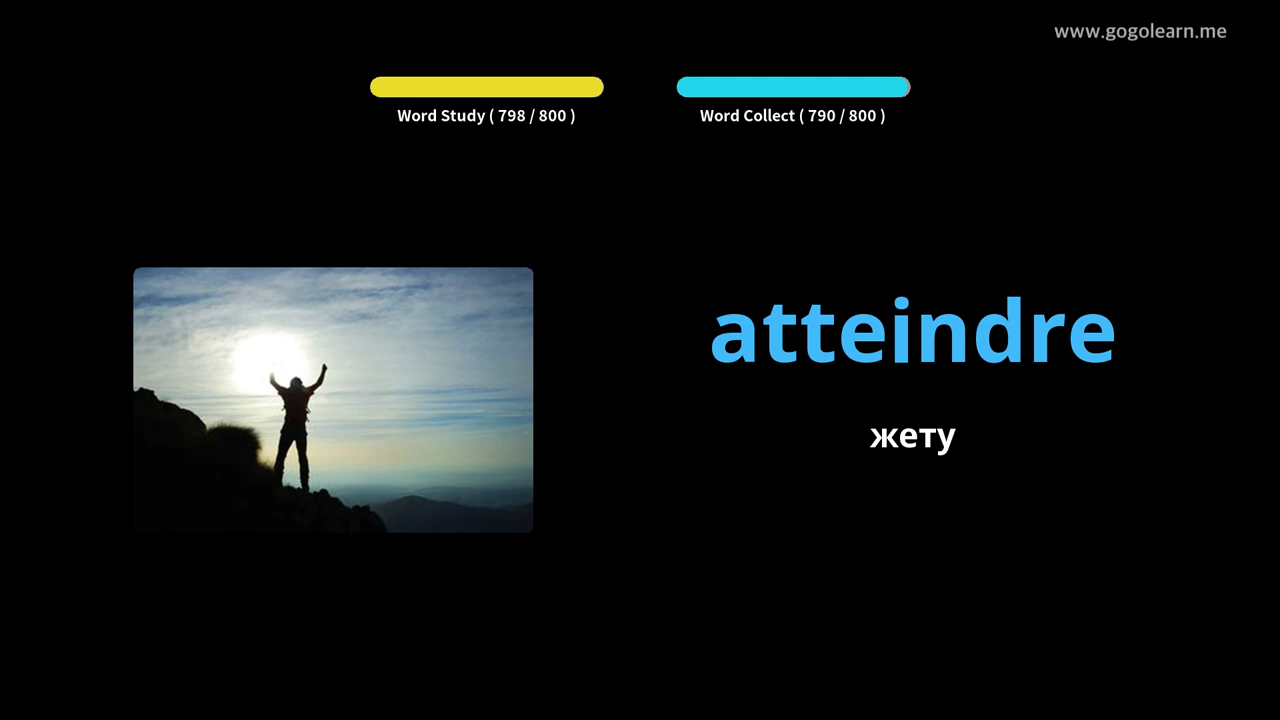 www.gogolearn.me
Word Study ( 798 / 800 )
Word Collect ( 790 / 800 )
atteindre
жету